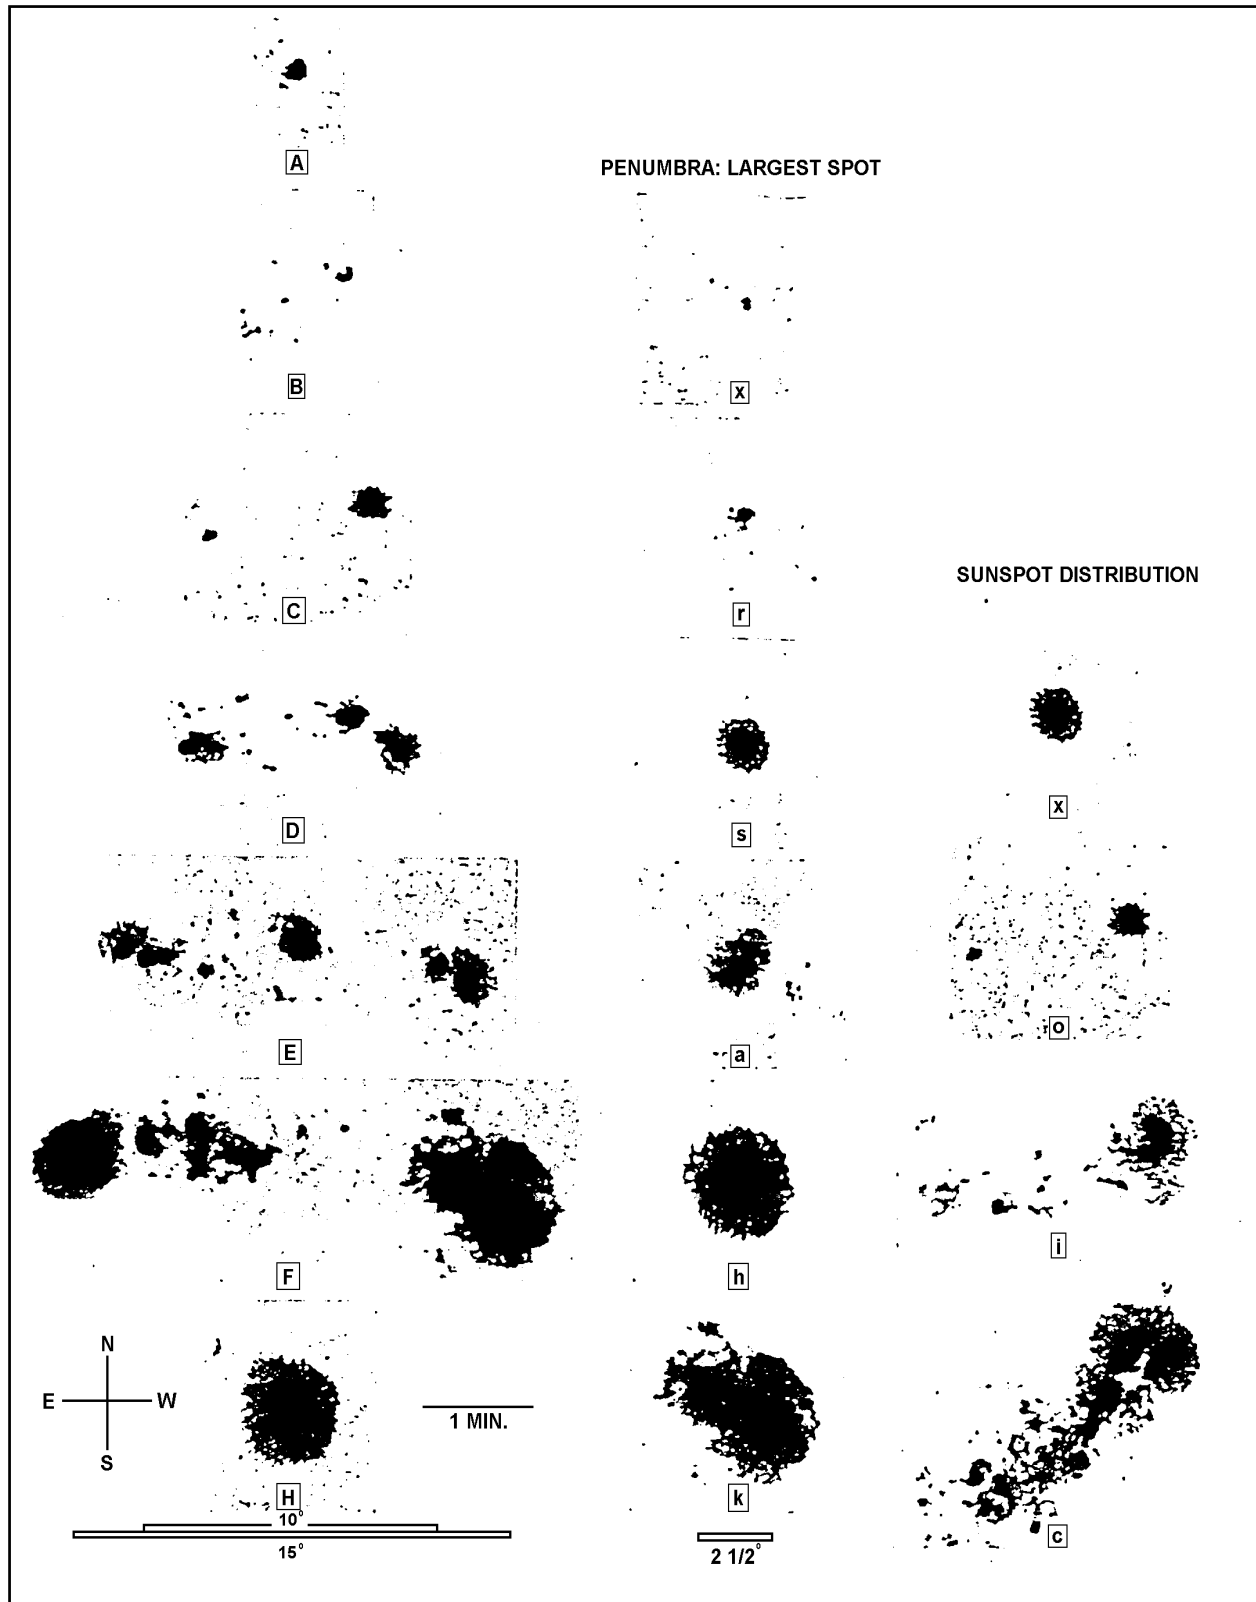 A
PENUMBRA: LARGEST SPOT
B
x
C
r
SUNSPOT DISTRIBUTION
D
s
x
E
a
o
F
h
i
N
E W
S
1 MIN.
H
k
c
10°
15°
2 1/2°